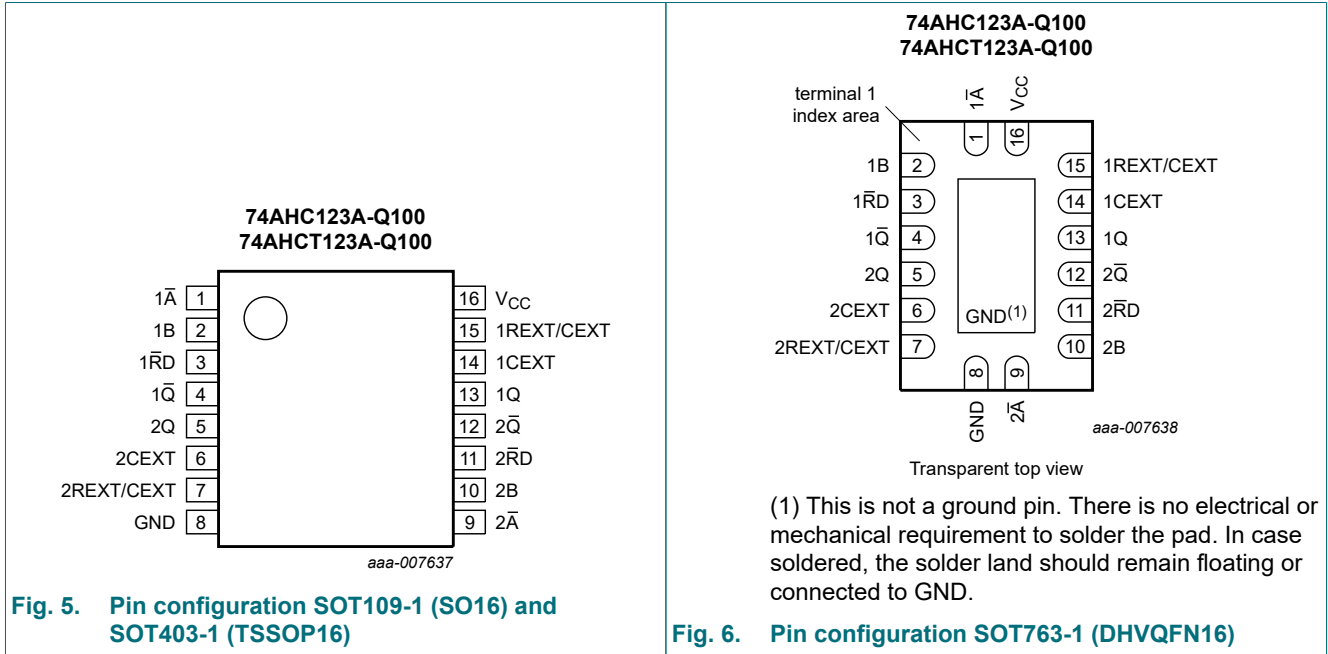 74AHC123A-Q100
74AHCT123A-Q100
1A̅ 1
1B 2
1R̅D 3
1Q̅ 4
2Q 5
2CEXT 6
2REXT/CEXT 7
GND 8
16 VCC
15 1REXT/CEXT
14 1CEXT
13 1Q
12 2Q̅
11 2R̅D
10 2B
9 2A̅
aaa-007637
Fig. 5. Pin configuration SOT109-1 (SO16) and
SOT403-1 (TSSOP16)
74AHC123A-Q100
74AHCT123A-Q100
terminal 1
index area
1A̅ 1
VCC 16
1B 2
1R̅D 3
1Q̅ 4
2Q 5
2CEXT 6
2REXT/CEXT 7
15 1REXT/CEXT
14 1CEXT
13 1Q
12 2Q̅
11 2R̅D
10 2B
GND(1)
8 GND
9 2A̅
aaa-007638
Transparent top view
(1) This is not a ground pin. There is no electrical or
mechanical requirement to solder the pad. In case
soldered, the solder land should remain floating or
connected to GND.
Fig. 6. Pin configuration SOT763-1 (DHVQFN16)